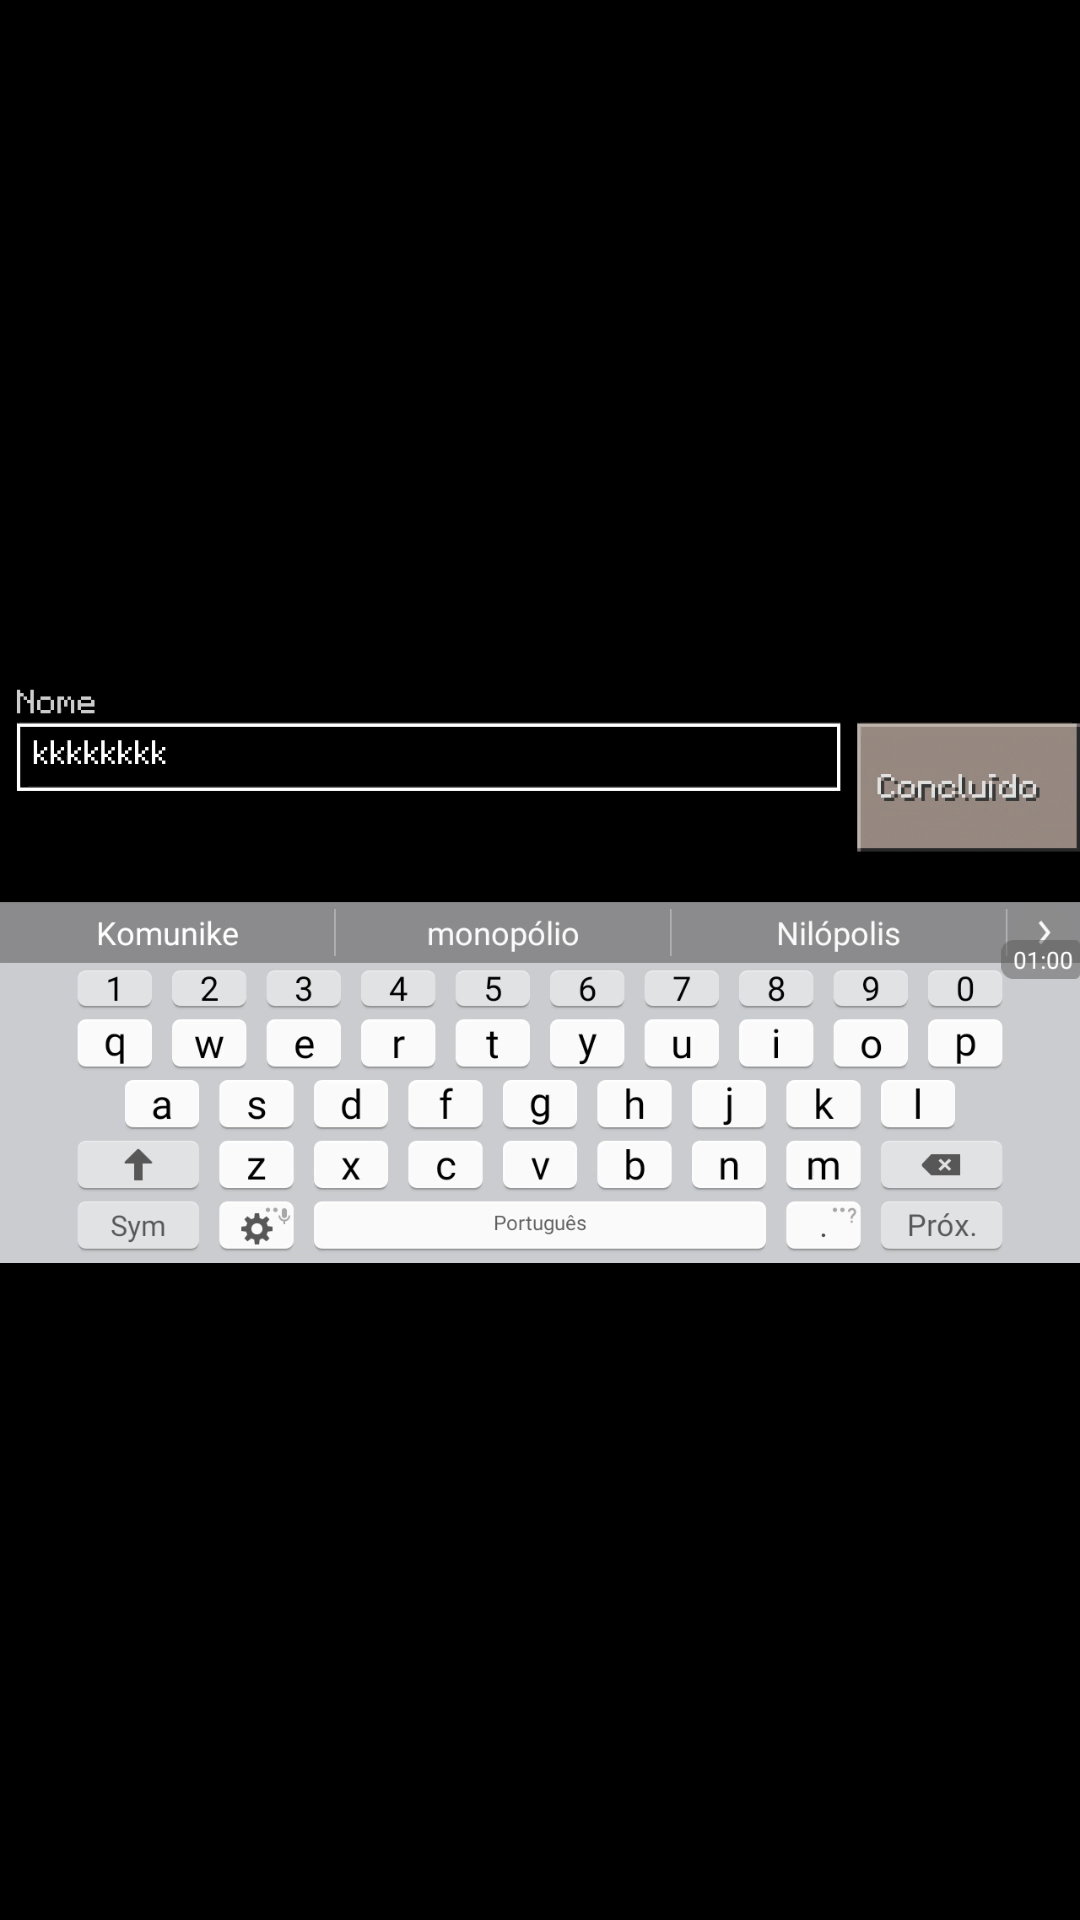 Nome
kkkkkkkk
Concluído
Komunike monopólio Nilópolis
01:00
1 2 3 4 5 6 7 8 9 0
q w e r t y u i o p
a s d f g h j k l
z x c v b n m
Sym Português . ? Próx.